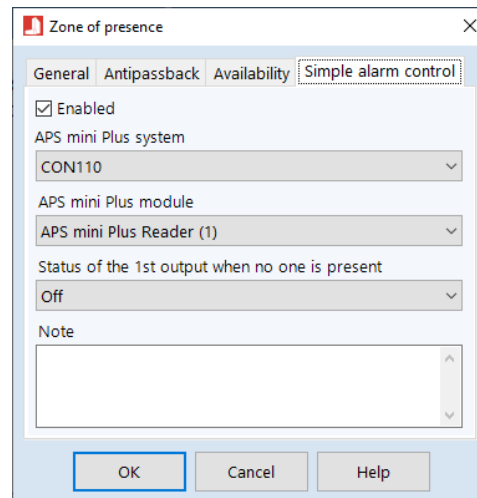 Zone of presence
General Antipassback Availability Simple alarm control
Enabled
APS mini Plus system
CON110
APS mini Plus module
APS mini Plus Reader (1)
Status of the 1st output when no one is present
Off
Note
OK Cancel Help